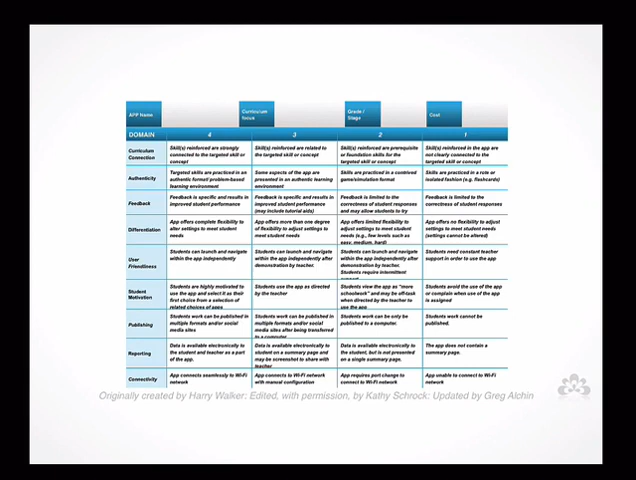 APP Name Curriculum focus Grade / Stage Cost
DOMAIN 4 3 2 1
Curriculum Connection
Skill(s) reinforced are strongly connected to the targeted skill or concept
Skill(s) reinforced are related to the targeted skill or concept
Skill(s) reinforced are prerequisite or foundation skills for the targeted skill or concept
Skill(s) reinforced in the app are not clearly connected to the targeted skill or concept
Authenticity
Targeted skills are practiced in an authentic format/ problem-based learning environment
Some aspects of the app are presented in an authentic learning environment
Skills are practiced in a contrived game/simulation format
Skills are practiced in a rote or isolated fashion (e.g. flashcards)
Feedback
Feedback is specific and results in improved student performance
Feedback is specific and results in improved student performance (may include tutorial aids)
Feedback is limited to the correctness of student responses and may allow students to try
Feedback is limited to the correctness of student responses
Differentiation
App offers complete flexibility to alter settings to meet student needs
App offers more than one degree of flexibility to adjust settings to meet student needs
App offers limited flexibility to adjust settings to meet student needs (e.g., few levels such as easy, medium, hard)
App offers no flexibility to adjust settings to meet student needs (settings cannot be altered)
User Friendliness
Students can launch and navigate within the app independently
Students can launch and navigate within the app independently after demonstration by teacher.
Students can launch and navigate within the app independently after demonstration by teacher. Students require intermittent
Students need constant teacher support in order to use the app
Student Motivation
Students are highly motivated to use the app and select it as their first choice from a selection of related choices of apps
Students use the app as directed by the teacher
Students view the app as "more schoolwork" and may be off-task when directed by the teacher to use the app
Students avoid the use of the app or complain when use of the app is assigned
Publishing
Students work can be published in multiple formats and/or social media sites
Students work can be published in multiple formats and/or social media sites after being transferred to a computer
Students work can be only be published to a computer.
Students work cannot be published.
Reporting
Data is available electronically to the student and teacher as a part of the app.
Data is available electronically to student on a summary page and may be screenshot to share with teacher
Data is available electronically to the student, but is not presented on a single summary page.
The app does not contain a summary page.
Connectivity
App connects seamlessly to Wi-Fi network
App connects to Wi-Fi network with manual configuration
App requires port change to connect to Wi-Fi network
App unable to connect to Wi-Fi network
Originally created by Harry Walker: Edited, with permission, by Kathy Schrock: Updated by Greg Alchin